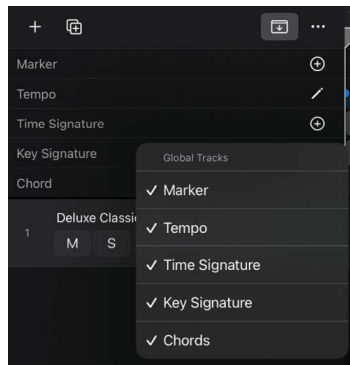 Marker
Tempo
Time Signature
Key Signature
Chord
Global Tracks
Marker
Tempo
Time Signature
Key Signature
Chords
1
Deluxe Classi
M S